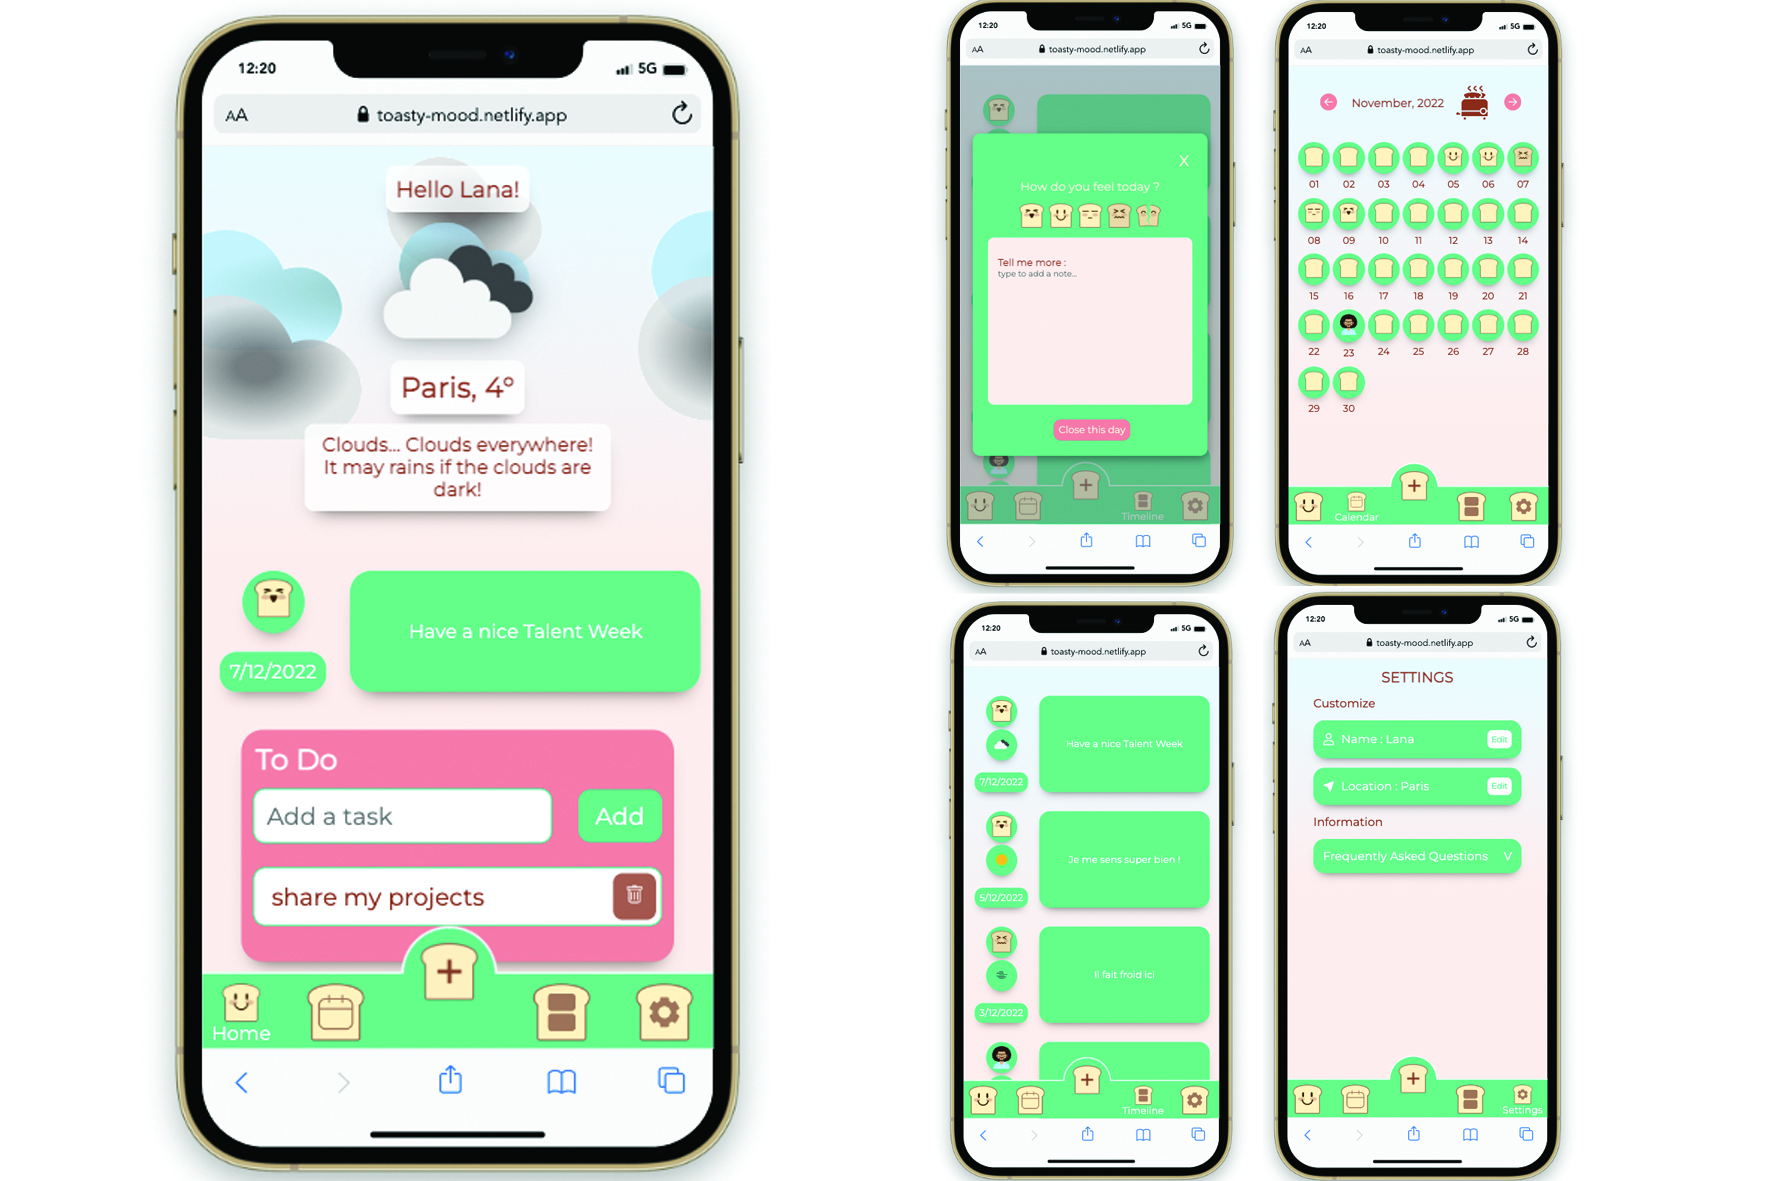 12:20
5G
AA
toasty-mood.netlify.app
Hello Lana!
Paris, 4°
Clouds... Clouds everywhere!
It may rains if the clouds are
dark!
Have a nice Talent Week
7/12/2022
To Do
Add a task
Add
share my projects
Home
12:20
5G
AA
toasty-mood.netlify.app
X
How do you feel today ?
Tell me more :
type to add a note...
Close this day
Timeline
12:20
5G
AA
toasty-mood.netlify.app
November, 2022
01 02 03 04 05 06 07
08 09 10 11 12 13 14
15 16 17 18 19 20 21
22 23 24 25 26 27 28
29 30
Calendar
12:20
5G
AA
toasty-mood.netlify.app
Have a nice Talent Week
7/12/2022
Je me sens super bien !
5/12/2022
Il fait froid ici
3/12/2022
Timeline
12:20
5G
AA
toasty-mood.netlify.app
SETTINGS
Customize
Name : Lana
Edit
Location : Paris
Edit
Information
Frequently Asked Questions V
Settings